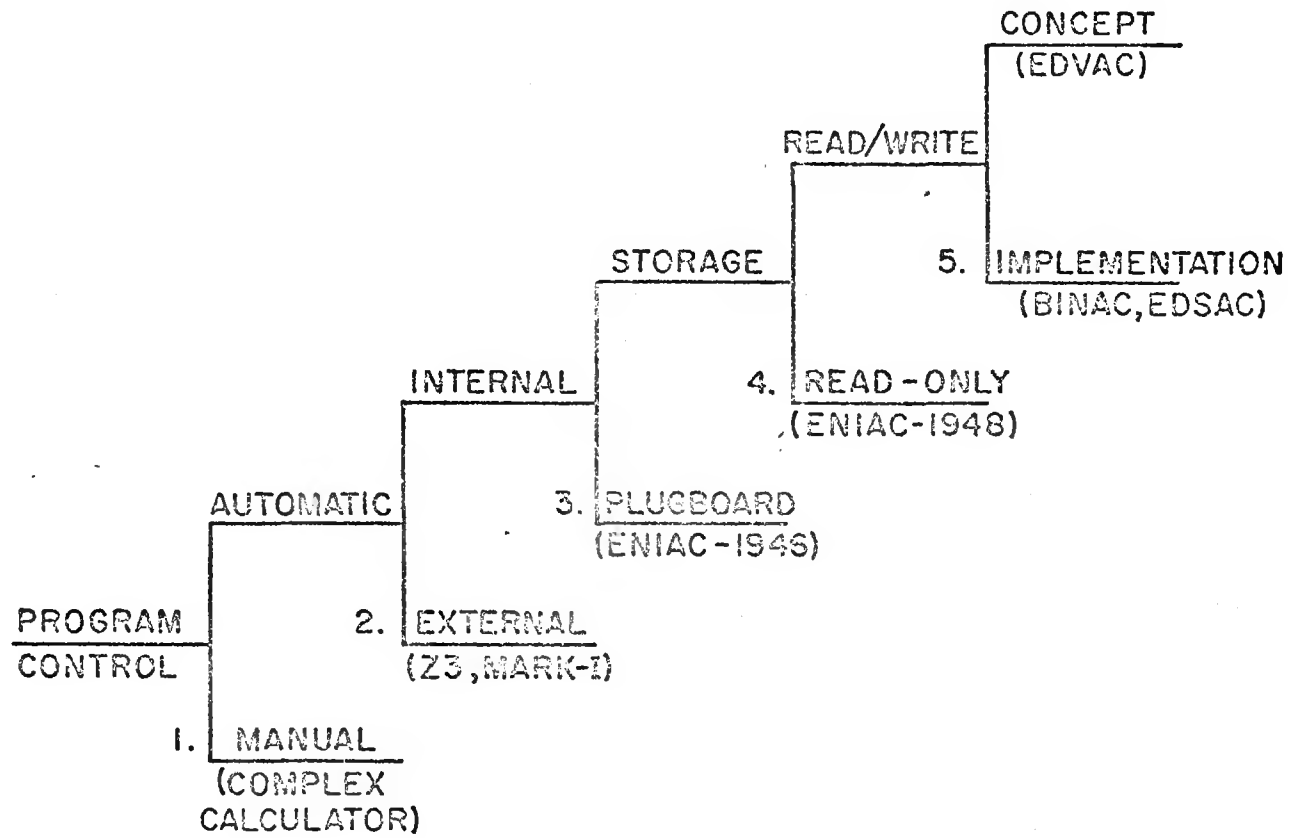 CONCEPT
(EDVAC)
READ/WRITE
STORAGE
5. IMPLEMENTATION
(BINAC, EDSAC)
INTERNAL
4. READ-ONLY
(ENIAC-1948)
AUTOMATIC
3. PLUGBOARD
(ENIAC-1946)
PROGRAM
CONTROL
2. EXTERNAL
(Z3, MARK-I)
1. MANUAL
(COMPLEX
CALCULATOR)